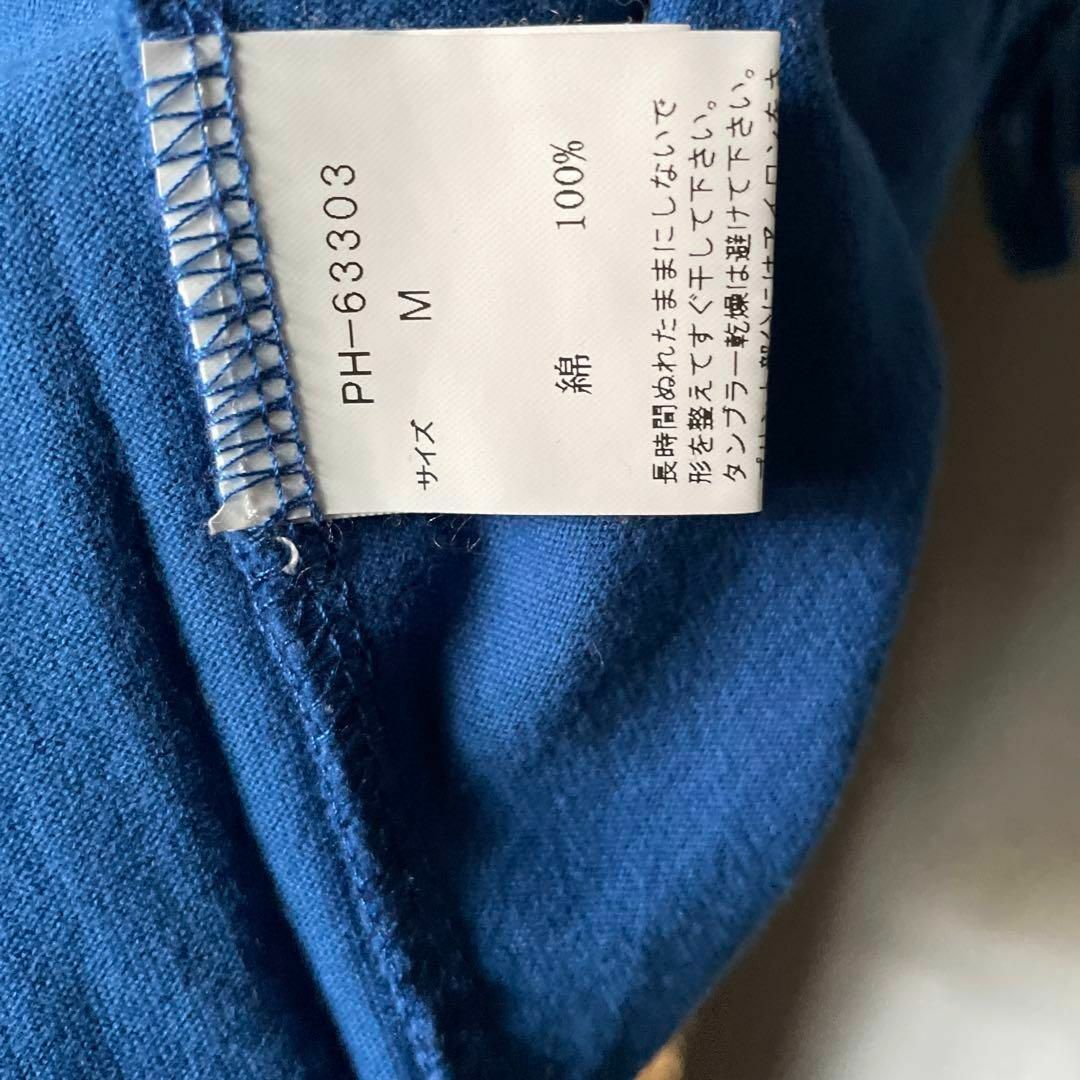 PH-63303
サイズ M
綿 100%
長時間ぬれたままにしないで
形を整えてすぐ干して下さい。
タンブラー乾燥は避けて下さい。